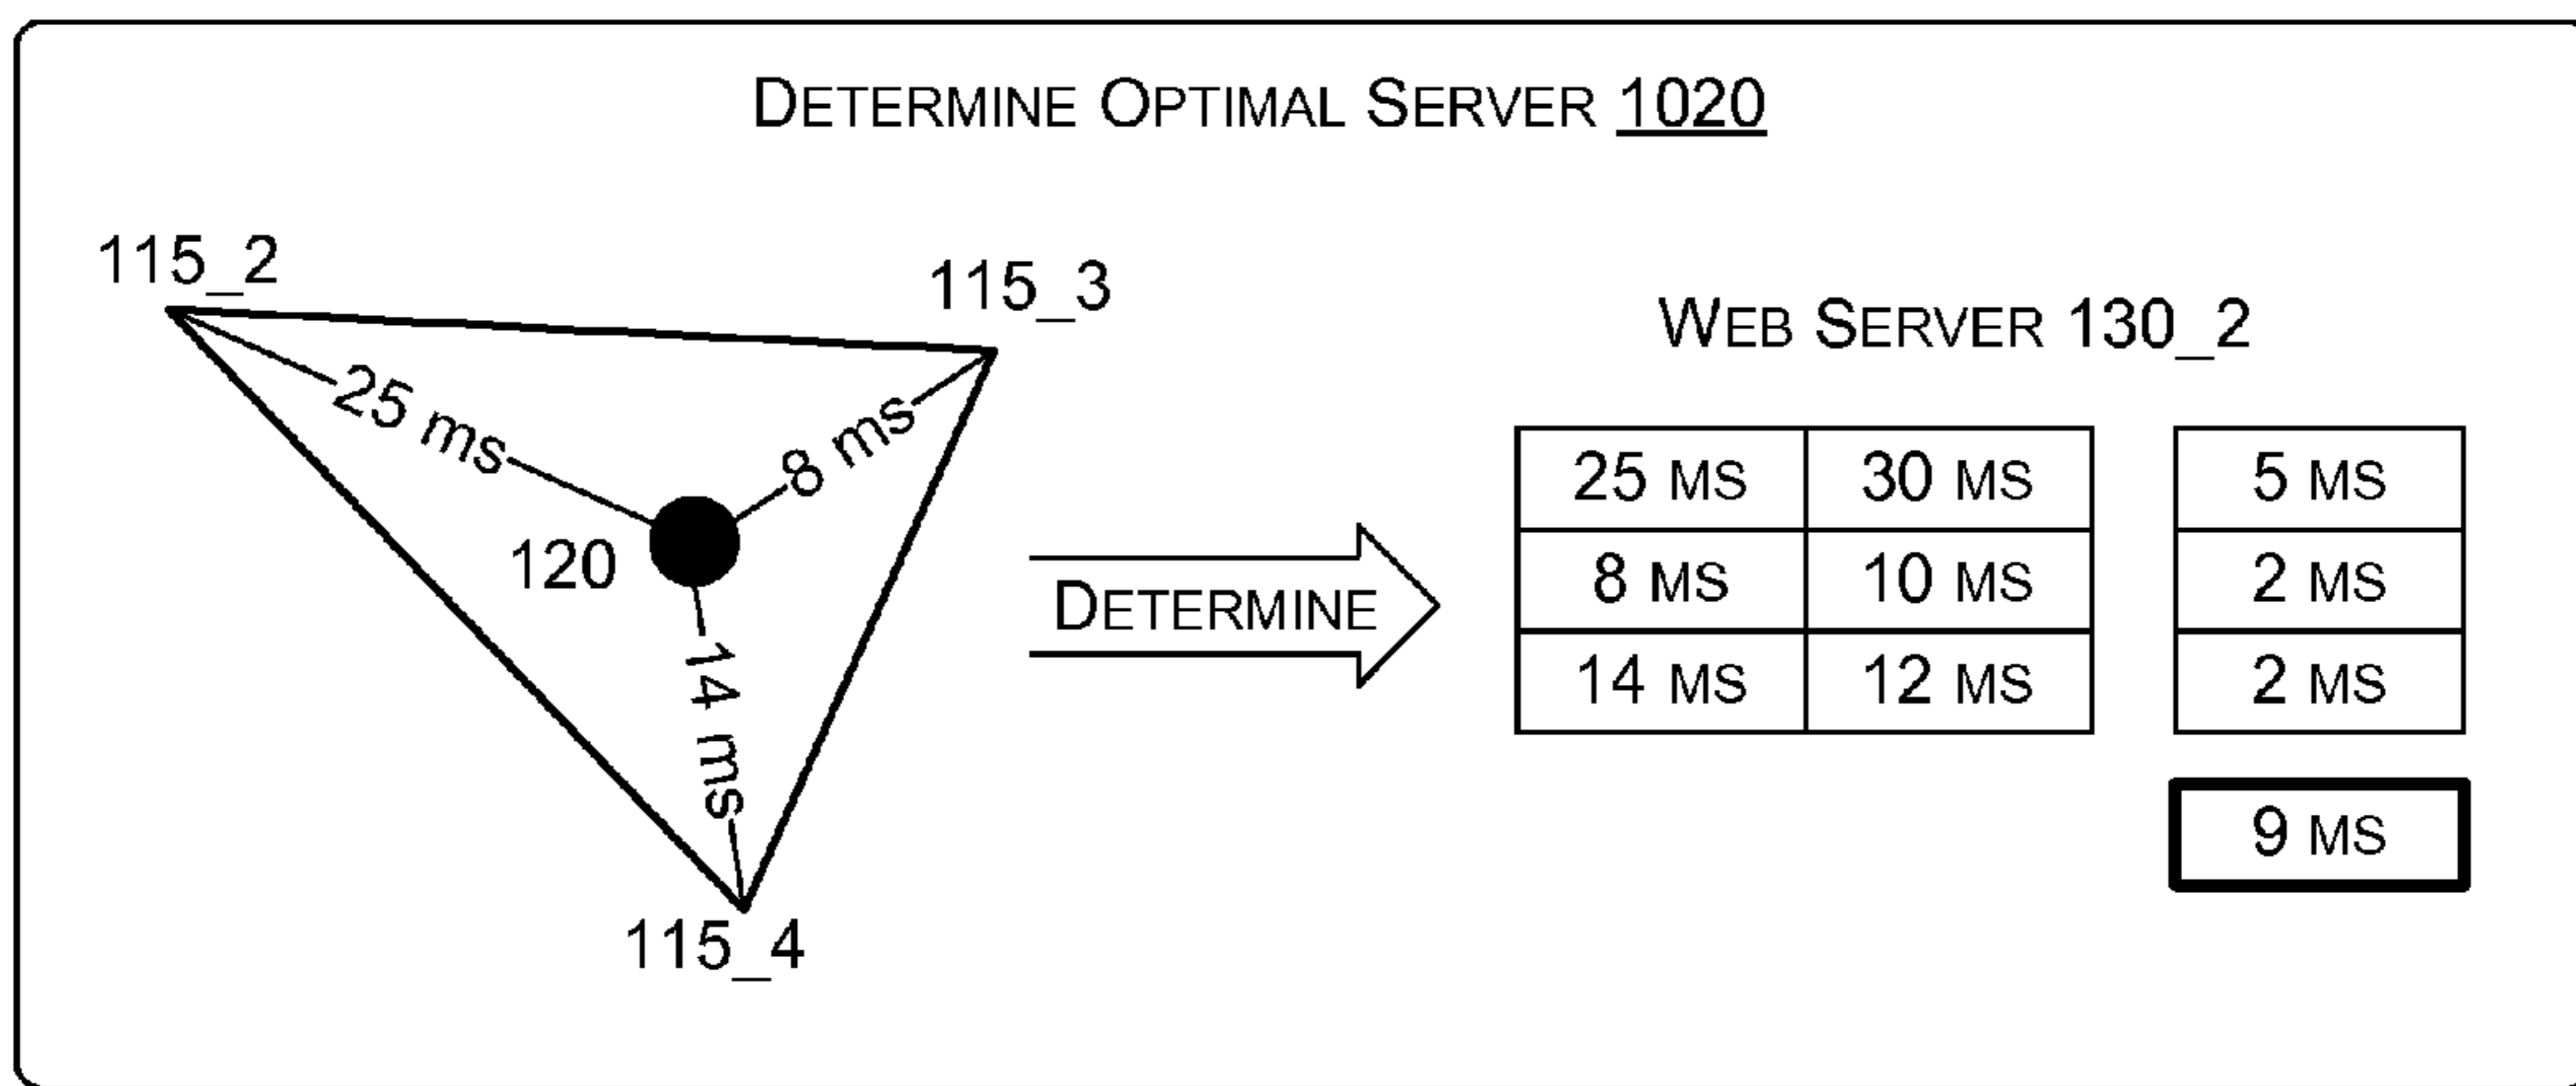 DETERMINE OPTIMAL SERVER 1020
115_2
115_3
25 ms
8 ms
120
14 ms
115_4
DETERMINE
WEB SERVER 130_2
25 MS 30 MS 5 MS
8 MS 10 MS 2 MS
14 MS 12 MS 2 MS
9 MS